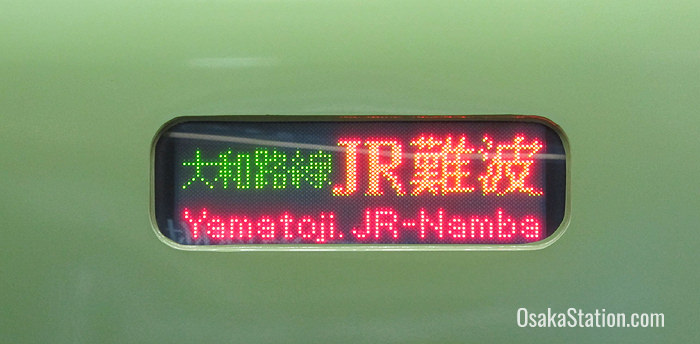 大和路線 JR難波
Yamatoji. JR-Namba
OsakaStation.com